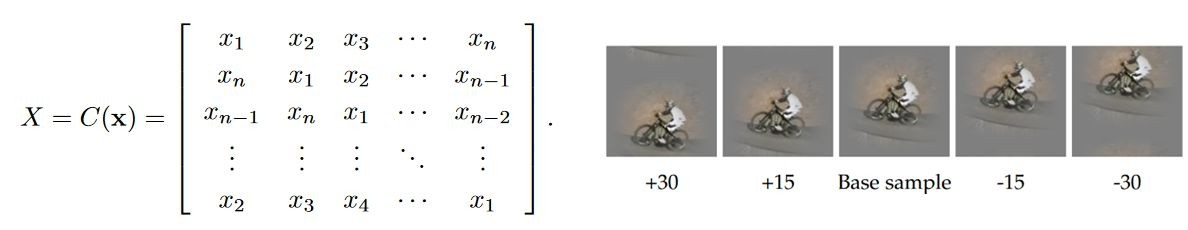 X = C(x) = [ x₁ x₂ x₃ ⋯ xₙ
xₙ x₁ x₂ ⋯ xₙ₋₁
xₙ₋₁ xₙ x₁ ⋯ xₙ₋₂
⋮ ⋮ ⋮ ⋱ ⋮
x₂ x₃ x₄ ⋯ x₁ ] .
+30 +15 Base sample -15 -30